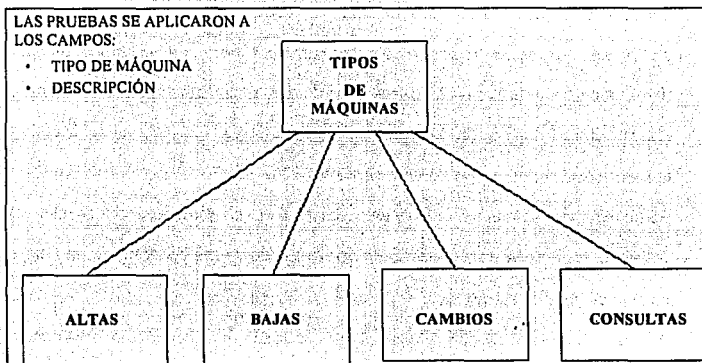 LAS PRUEBAS SE APLICARON A
LOS CAMPOS:
· TIPO DE MÁQUINA
· DESCRIPCIÓN
TIPOS
DE
MÁQUINAS
ALTAS
BAJAS
CAMBIOS
CONSULTAS